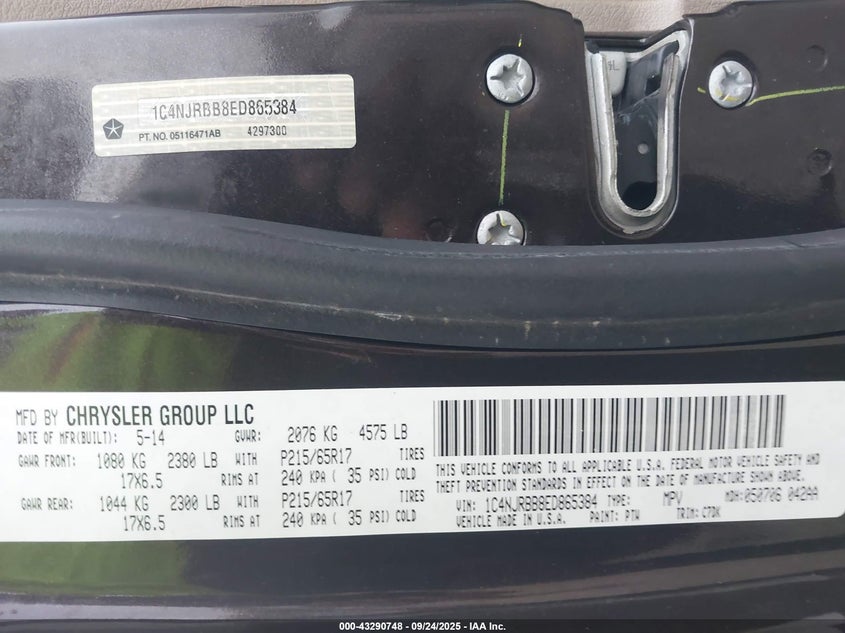 1C4NJRBB8ED865384
PT. NO. 05116471AB 4297300
MFD BY CHRYSLER GROUP LLC
DATE OF MFR(BUILT): 5-14 GVWR: 2076 KG 4575 LB
GAWR FRONT: 1080 KG 2380 LB WITH P215/65R17 TIRES
17X6.5 RIMS AT 240 KPA ( 35 PSI) COLD
GAWR REAR: 1044 KG 2300 LB WITH P215/65R17 TIRES
17X6.5 RIMS AT 240 KPA ( 35 PSI) COLD
THIS VEHICLE CONFORMS TO ALL APPLICABLE U.S.A. FEDERAL MOTOR VEHICLE SAFETY, BUMPER AND
THEFT PREVENTION STANDARDS IN EFFECT ON THE DATE OF MANUFACTURE SHOWN ABOVE.
VIN: 1C4NJRBB8ED865384 TYPE: MPV MDH: 050706 042AA
VEHICLE MADE IN U.S.A. PAINT: PTW TRIM: C7DK
000-43290748 - 09/24/2025 - IAA Inc.